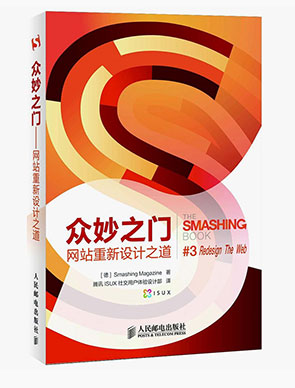 众妙之门——网站重新设计之道
人民邮电出版社
众妙之门
网站重新设计之道
THE
SMASHING
BOOK
#3 Redesign The Web
[德] Smashing Magazine 著
腾讯 ISUX 社交用户体验设计部 译
ISUX
人民邮电出版社
POSTS & TELECOM PRESS